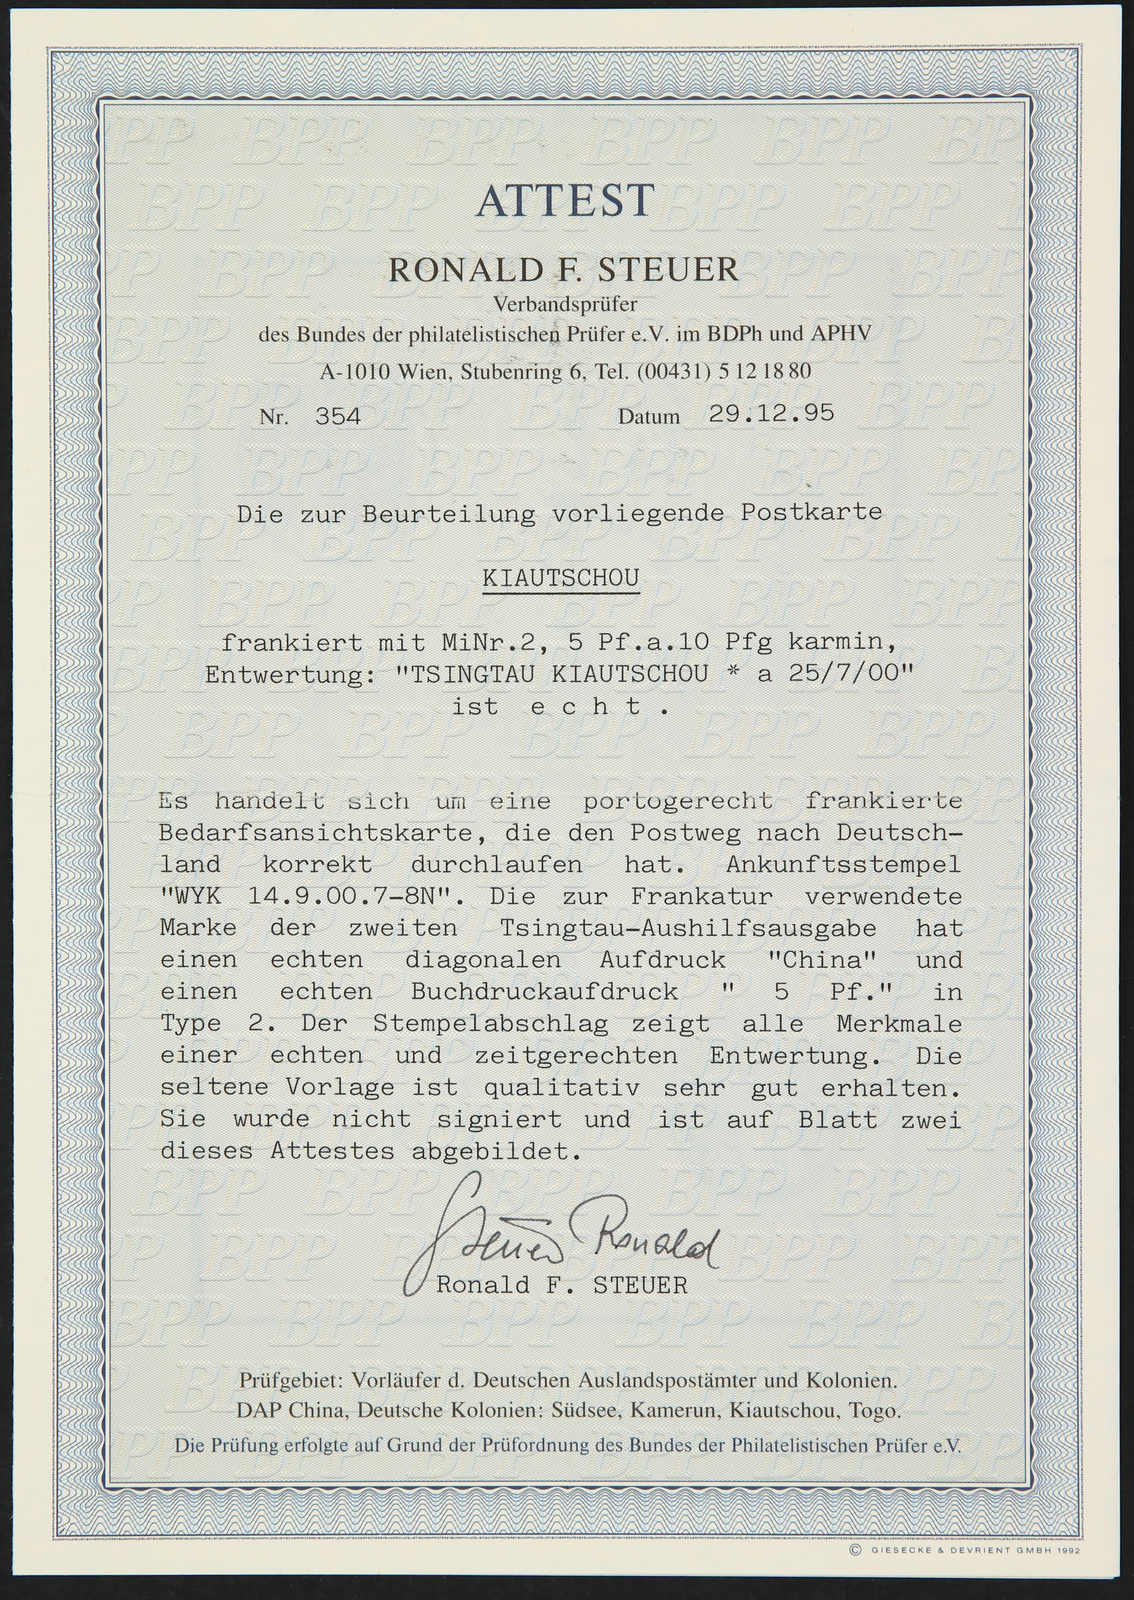 ATTEST
RONALD F. STEUER
Verbandsprüfer
des Bundes der philatelistischen Prüfer e.V. im BDPh und APHV
A-1010 Wien, Stubenring 6, Tel. (00431) 5 12 18 80
Nr. 354 Datum 29.12.95
Die zur Beurteilung vorliegende Postkarte
KIAUTSCHOU
frankiert mit MiNr.2, 5 Pf.a.10 Pfg karmin,
Entwertung: "TSINGTAU KIAUTSCHOU * a 25/7/00"
ist e c h t .
Es handelt sich um eine portogerecht frankierte
Bedarfsansichtskarte, die den Postweg nach Deutsch-
land korrekt durchlaufen hat. Ankunftsstempel
"WYK 14.9.00.7-8N". Die zur Frankatur verwendete
Marke der zweiten Tsingtau-Aushilfsausgabe hat
einen echten diagonalen Aufdruck "China" und
einen echten Buchdruckaufdruck " 5 Pf." in
Type 2. Der Stempelabschlag zeigt alle Merkmale
einer echten und zeitgerechten Entwertung. Die
seltene Vorlage ist qualitativ sehr gut erhalten.
Sie wurde nicht signiert und ist auf Blatt zwei
dieses Attestes abgebildet.
Steuer Ronald
Ronald F. STEUER
Prüfgebiet: Vorläufer d. Deutschen Auslandspostämter und Kolonien.
DAP China, Deutsche Kolonien: Südsee, Kamerun, Kiautschou, Togo.
Die Prüfung erfolgte auf Grund der Prüfordnung des Bundes der Philatelistischen Prüfer e.V.
© GIESECKE & DEVRIENT GMBH 1992